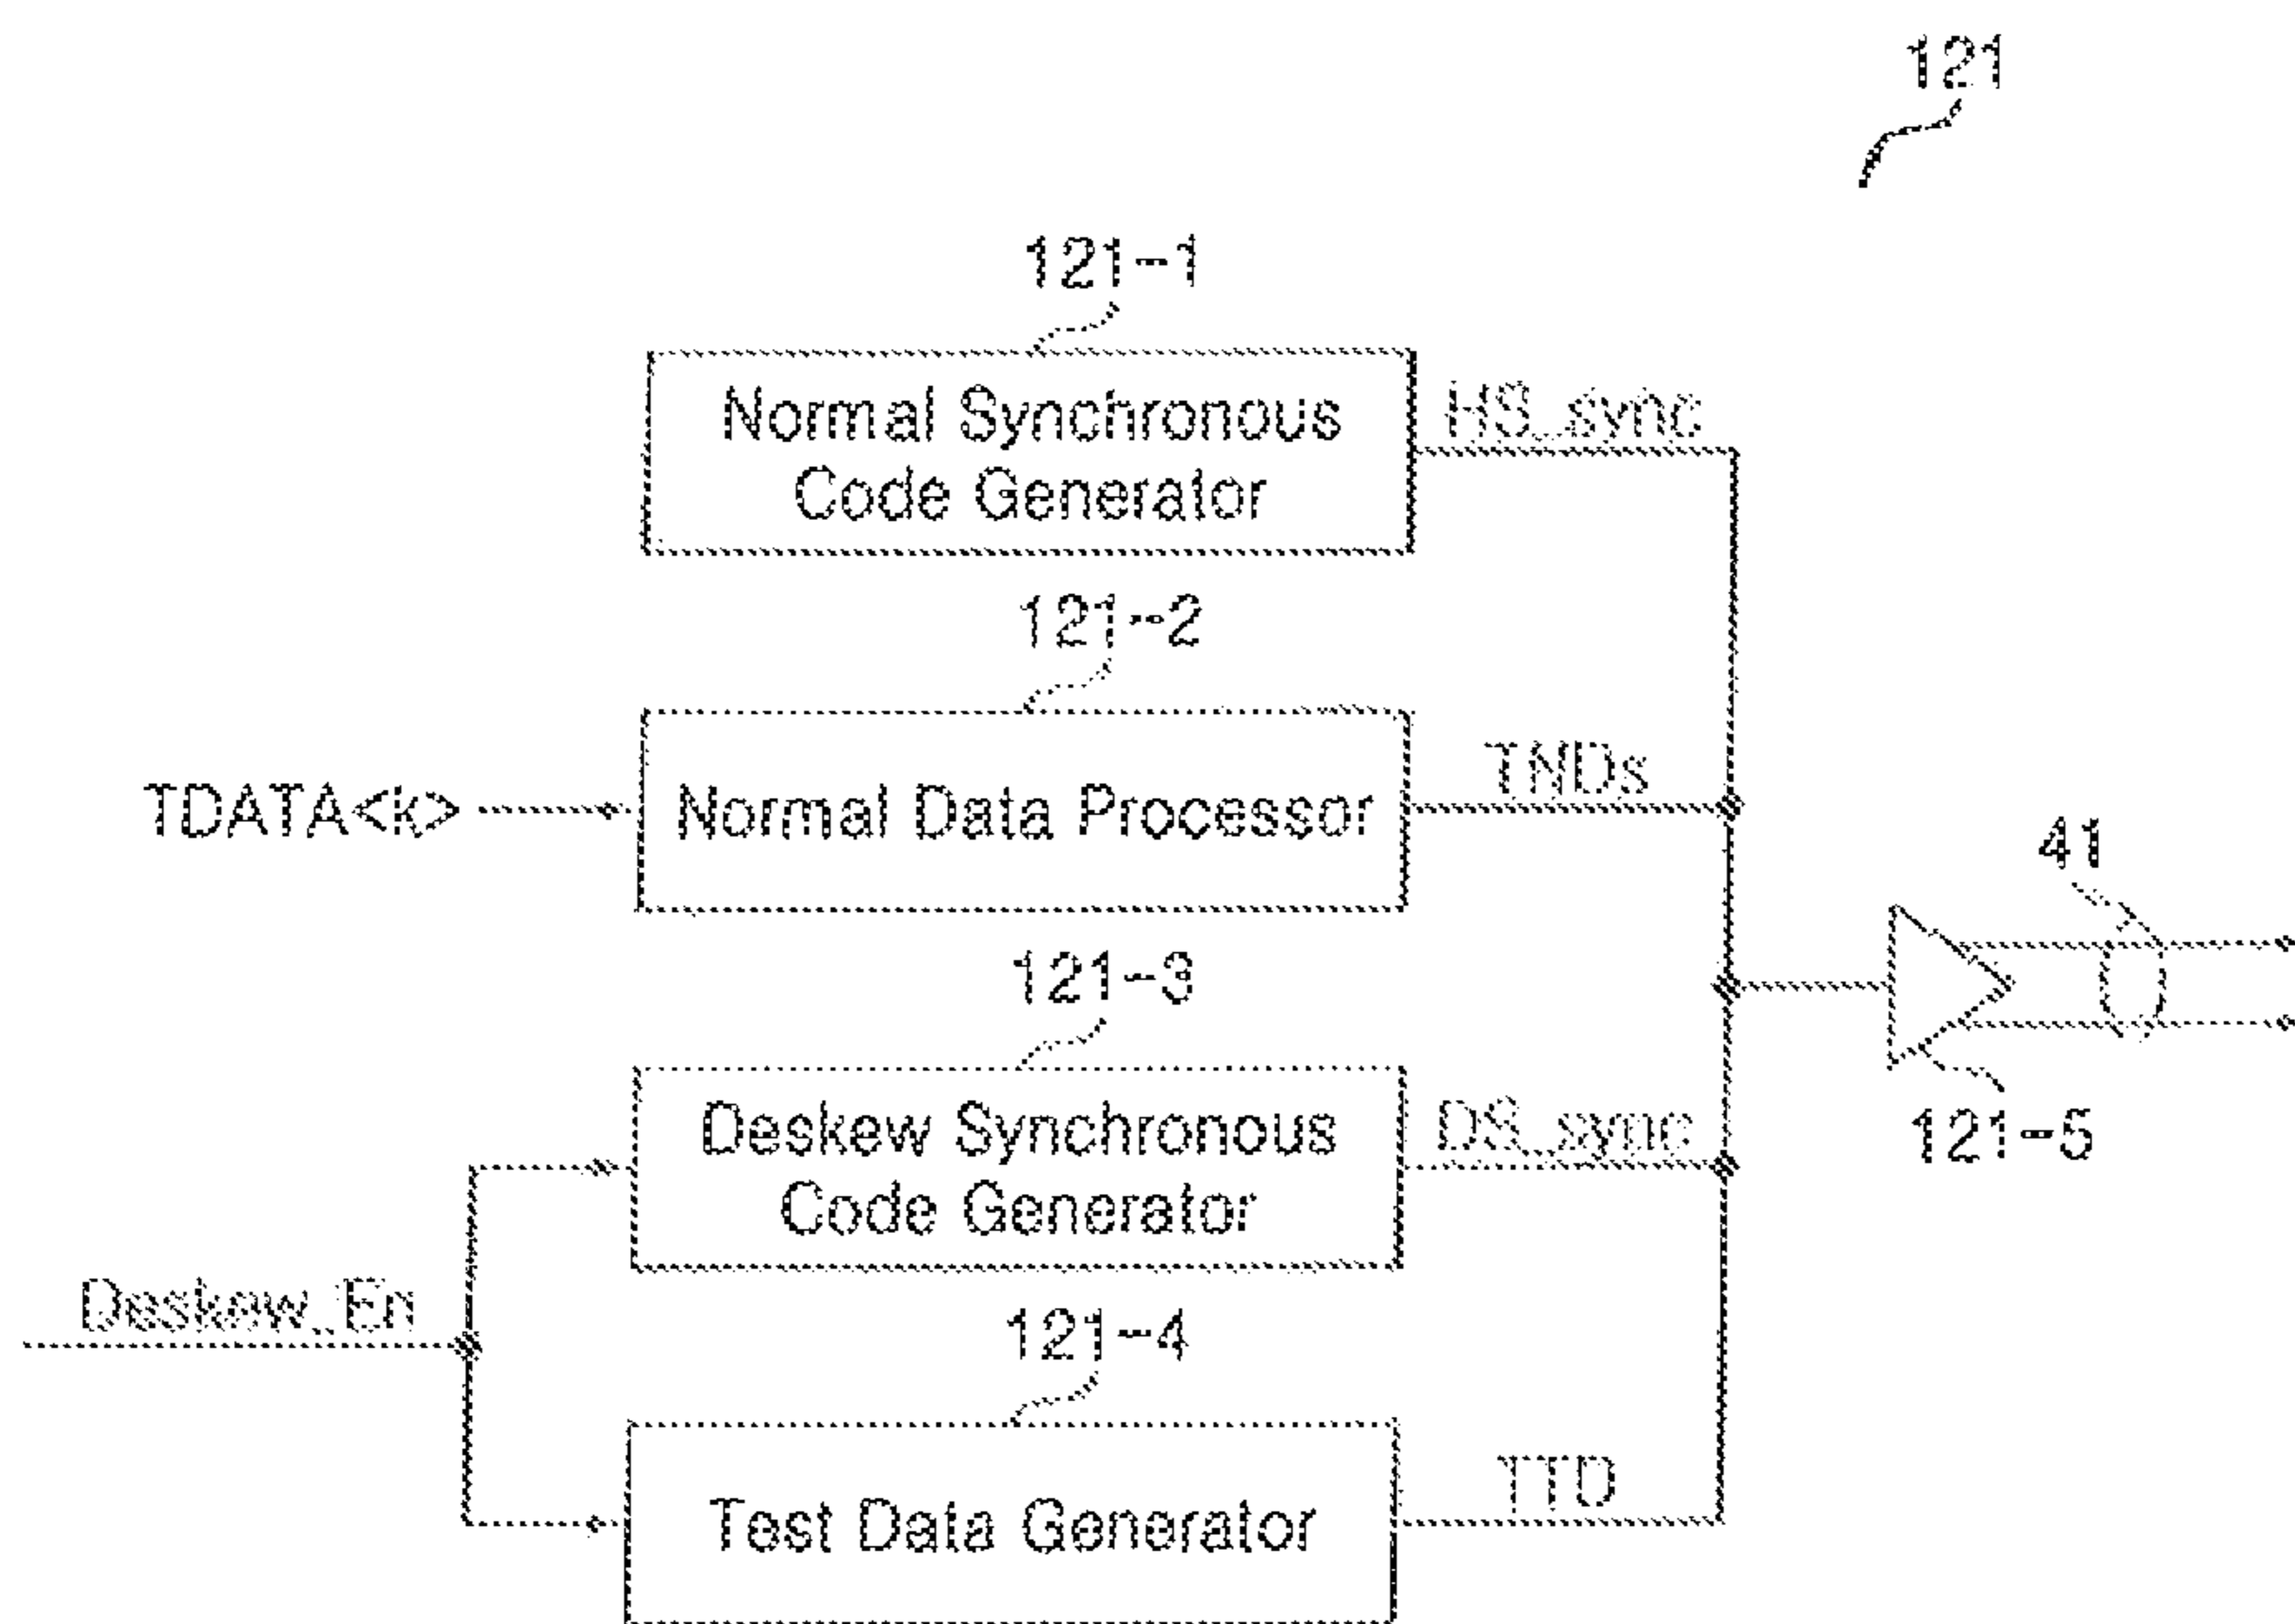 121
121-1
Normal Synchronous
Code Generator
HS_sync
121-2
TDATA<k>
Normal Data Processor
TNDs
41
121-3
Deskew Synchronous
Code Generator
DS_sync
121-5
Deskew_En
121-4
Test Data Generator
TTD